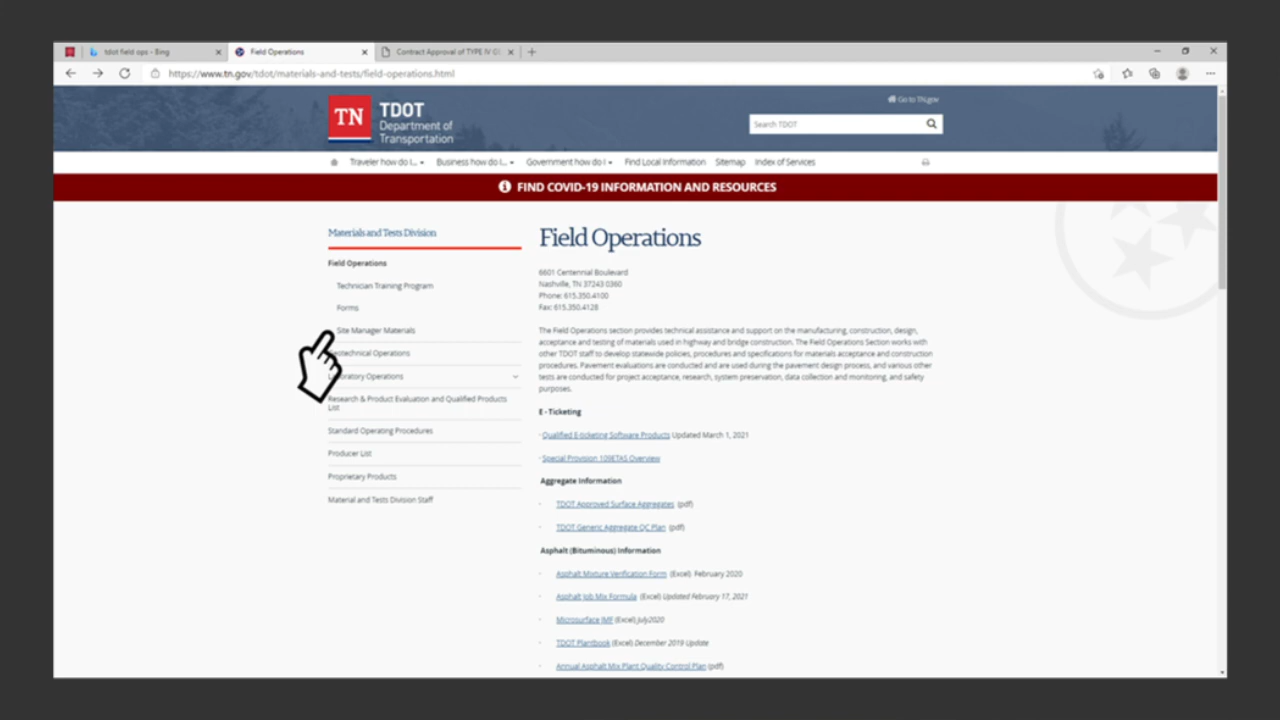 tdot field ops - Bing
Field Operations
Contract Approval of TYPE IV
https://www.tn.gov/tdot/materials-and-tests/field-operations.html
TN
TDOT
Department of
Transportation
Go to TN.gov
Search TDOT
Traveler how do I...
Business how do I...
Government how do I
Find Local Information
Sitemap
Index of Services
FIND COVID-19 INFORMATION AND RESOURCES
Materials and Tests Division
Field Operations
Technician Training Program
Forms
Site Manager Materials
Operations
Operations
Research & Product Evaluation and Qualified Products
List
Standard Operating Procedures
Producer List
Proprietary Products
Material and Tests Division Staff
Field Operations
6601 Centennial Boulevard
Nashville, TN 37243 0360
Phone: 615.350.4100
Fax: 615.350.4128
The Field Operations section provides technical assistance and support on the manufacturing, construction, design,
acceptance and testing of materials used in highway and bridge construction. The Field Operations Section works with
other TDOT staff to develop statewide policies, procedures and specifications for materials acceptance and construction
procedures. Pavement evaluations are conducted and are used during the pavement design process, and various other
tests are conducted for project acceptance, research, system preservation, data collection and monitoring, and safety
purposes.
E - Ticketing
· Qualified E-ticketing Software Products Updated March 1, 2021
· Special Provision 109ETAS Overview
Aggregate Information
· TDOT Approved Surface Aggregates (pdf)
· TDOT Generic Aggregate QC Plan (pdf)
Asphalt (Bituminous) Information
· Asphalt Mixture Verification Form (Excel) February 2020
· Asphalt Job Mix Formula (Excel) Updated February 17, 2021
· Microsurface JMF (Excel) July2020
· TDOT Plantbook (Excel) December 2019 Update
· Annual Asphalt Mix Plant Quality Control Plan (pdf)